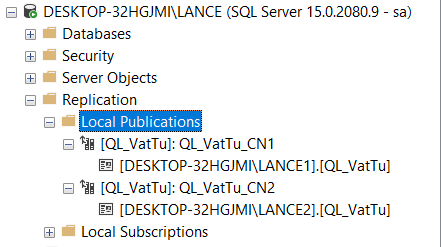 DESKTOP-32HGJMI\LANCE (SQL Server 15.0.2080.9 - sa)
Databases
Security
Server Objects
Replication
Local Publications
[QL_VatTu]: QL_VatTu_CN1
[DESKTOP-32HGJMI\LANCE1].[QL_VatTu]
[QL_VatTu]: QL_VatTu_CN2
[DESKTOP-32HGJMI\LANCE2].[QL_VatTu]
Local Subscriptions